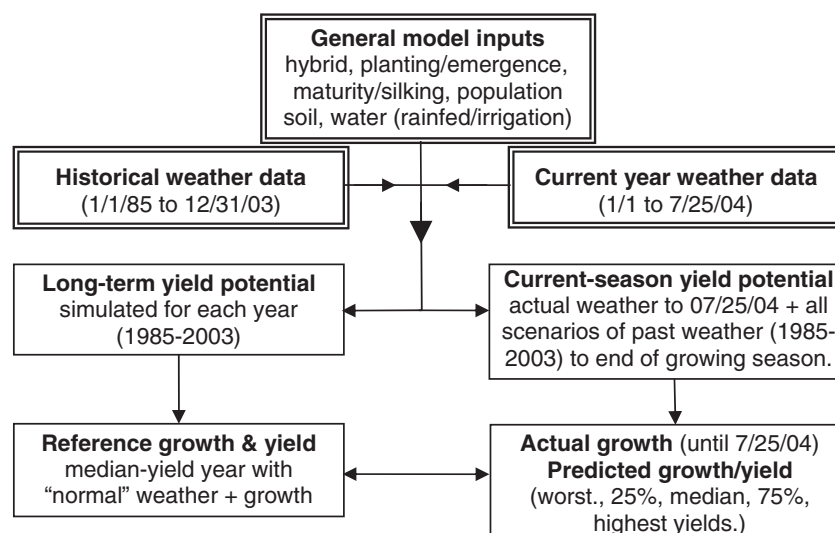 General model inputs
hybrid, planting/emergence,
maturity/silking, population
soil, water (rainfed/irrigation)
Historical weather data
(1/1/85 to 12/31/03)
Current year weather data
(1/1 to 7/25/04)
Long-term yield potential
simulated for each year
(1985-2003)
Current-season yield potential
actual weather to 07/25/04 + all
scenarios of past weather (1985-
2003) to end of growing season.
Reference growth & yield
median-yield year with
“normal” weather + growth
Actual growth (until 7/25/04)
Predicted growth/yield
(worst., 25%, median, 75%,
highest yields.)